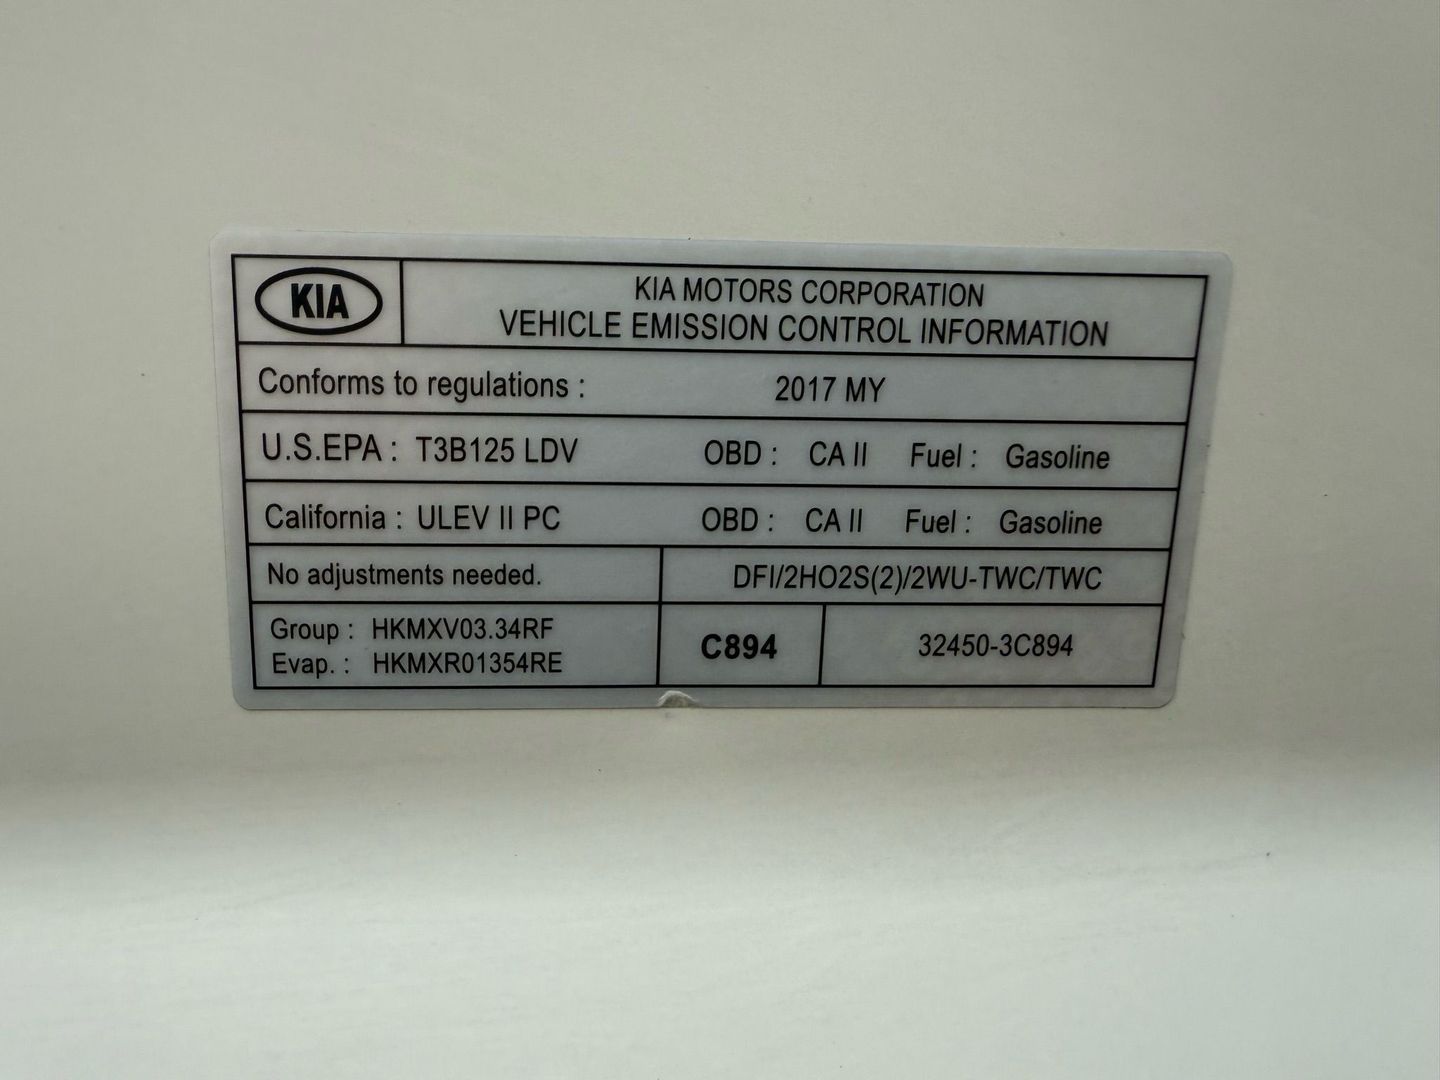 KIA
KIA MOTORS CORPORATION
VEHICLE EMISSION CONTROL INFORMATION
Conforms to regulations : 2017 MY
U.S.EPA : T3B125 LDV OBD : CA II Fuel : Gasoline
California : ULEV II PC OBD : CA II Fuel : Gasoline
No adjustments needed. DFI/2HO2S(2)/2WU-TWC/TWC
Group : HKMXV03.34RF
Evap. : HKMXR01354RE
C894
32450-3C894